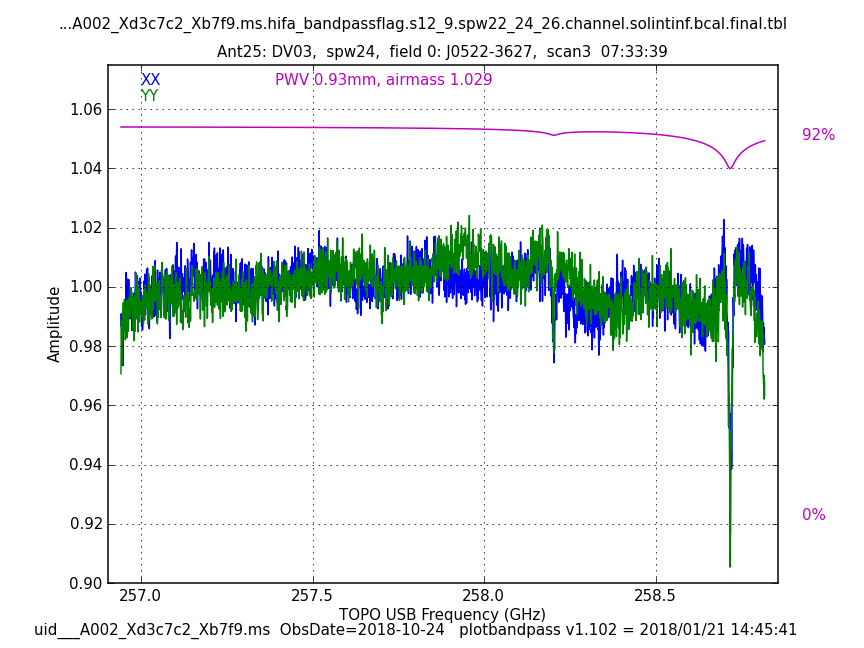 ...A002_Xd3c7c2_Xb7f9.ms.hifa_bandpassflag.s12_9.spw22_24_26.channel.solintinf.bcal.final.tbl
Ant25: DV03, spw24, field 0: J0522-3627, scan3 07:33:39
XX
YY
PWV 0.93mm, airmass 1.029
92%
0%
1.06
1.04
1.02
1.00
0.98
0.96
0.94
0.92
0.90
Amplitude
257.0 257.5 258.0 258.5
TOPO USB Frequency (GHz)
uid___A002_Xd3c7c2_Xb7f9.ms ObsDate=2018-10-24 plotbandpass v1.102 = 2018/01/21 14:45:41